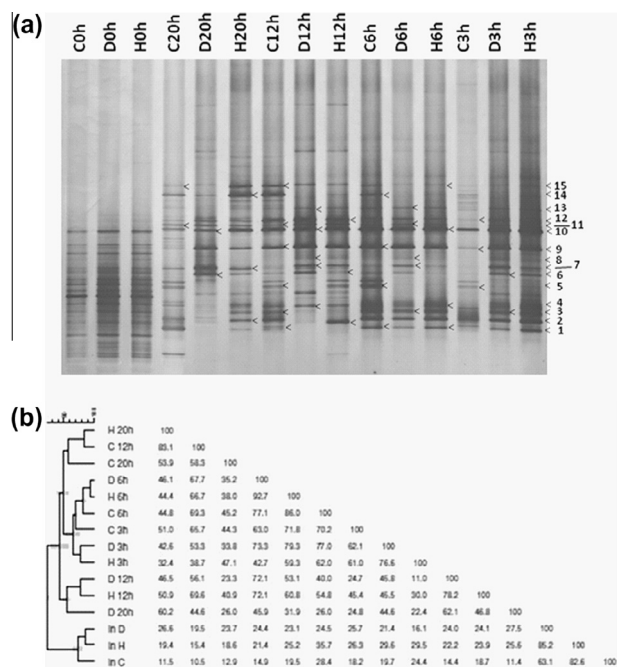 (a)
C0h D0h H0h C20h D20h H20h C12h D12h H12h C6h D6h H6h C3h D3h H3h
15
14
13
12
11
10
9
8
7
6
5
4
3
2
1
(b)
H 20h 100
C 12h 83.1 100
C 20h 53.9 58.3 100
D 6h 46.1 67.7 35.2 100
H 6h 44.4 66.7 38.0 92.7 100
C 6h 44.8 69.3 45.2 77.1 86.0 100
C 3h 51.0 65.7 44.3 63.0 71.8 70.2 100
D 3h 42.6 53.3 33.8 73.3 79.3 77.0 62.1 100
H 3h 32.4 38.7 47.1 42.7 59.3 62.0 61.0 76.6 100
D 12h 46.5 56.1 23.3 72.1 53.1 40.0 24.7 45.8 11.0 100
H 12h 50.9 69.6 40.9 72.1 60.8 54.8 45.4 45.5 30.0 78.2 100
D 20h 60.2 44.6 26.0 45.9 31.9 26.0 24.8 44.6 22.4 62.1 46.8 100
In D 26.6 19.5 23.7 24.4 23.1 24.5 25.7 21.4 16.1 24.0 24.1 27.5 100
In H 19.4 15.4 18.6 21.4 25.2 35.7 26.3 29.6 29.5 22.2 23.9 25.6 85.2 100
In C 11.5 10.5 12.9 14.9 19.5 28.4 18.2 19.7 24.4 14.4 18.7 11.4 63.1 82.6 100